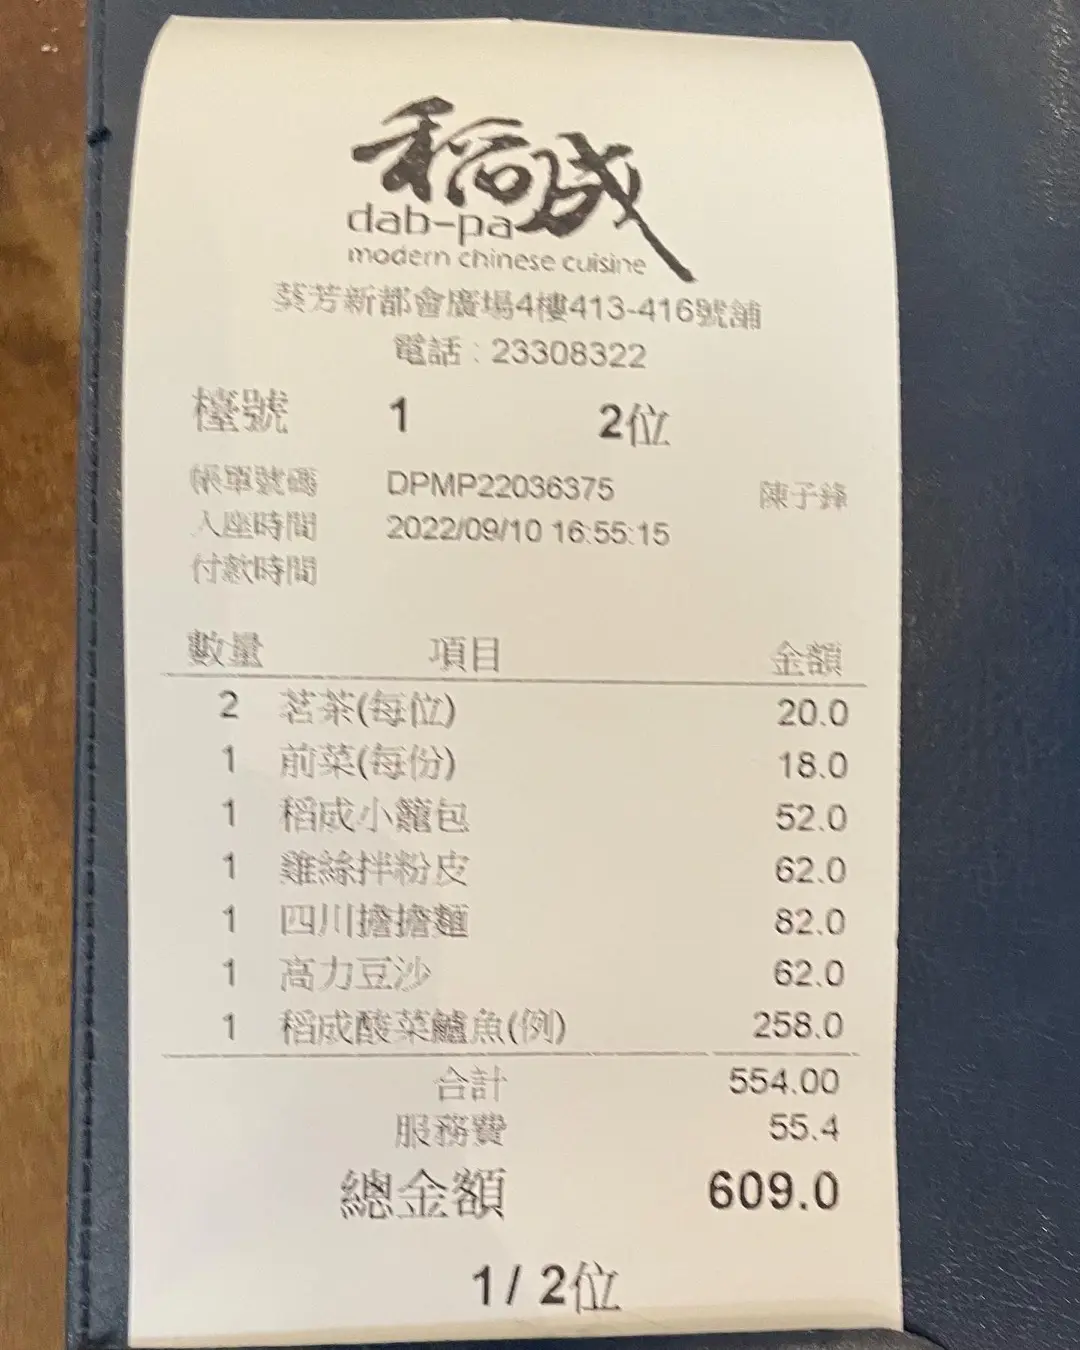 稻成
dab-pa
modern chinese cuisine
葵芳新都會廣場4樓413-416號舖
電話：23308322
檯號 1 2位
帳單號碼 DPMP22036375 陳子鋒
入座時間 2022/09/10 16:55:15
付款時間
數量 項目 金額
2 茗茶(每位) 20.0
1 前菜(每份) 18.0
1 稻成小籠包 52.0
1 雞絲拌粉皮 62.0
1 四川擔擔麵 82.0
1 高力豆沙 62.0
1 稻成酸菜鱸魚(例) 258.0
合計 554.00
服務費 55.4
總金額 609.0
1 / 2位